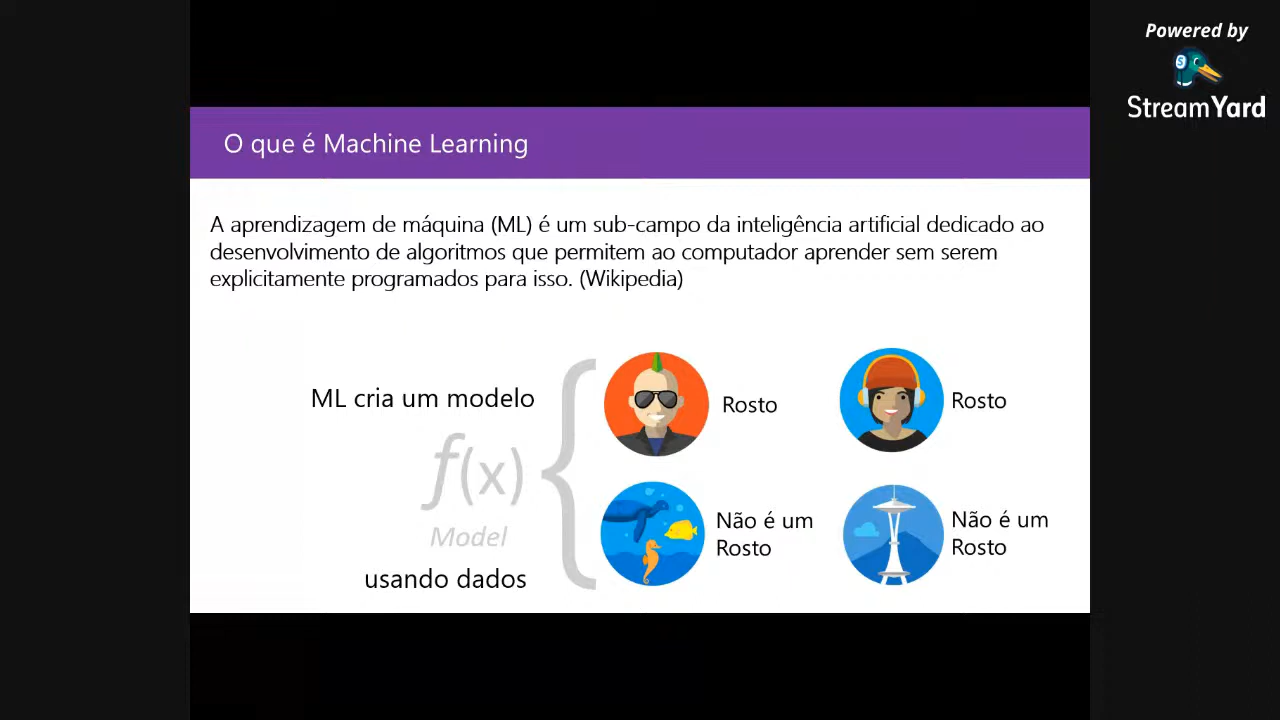 Powered by
StreamYard
O que é Machine Learning
A aprendizagem de máquina (ML) é um sub-campo da inteligência artificial dedicado ao
desenvolvimento de algoritmos que permitem ao computador aprender sem serem
explicitamente programados para isso. (Wikipedia)
ML cria um modelo
f(x)
Model
usando dados
Rosto
Rosto
Não é um
Rosto
Não é um
Rosto